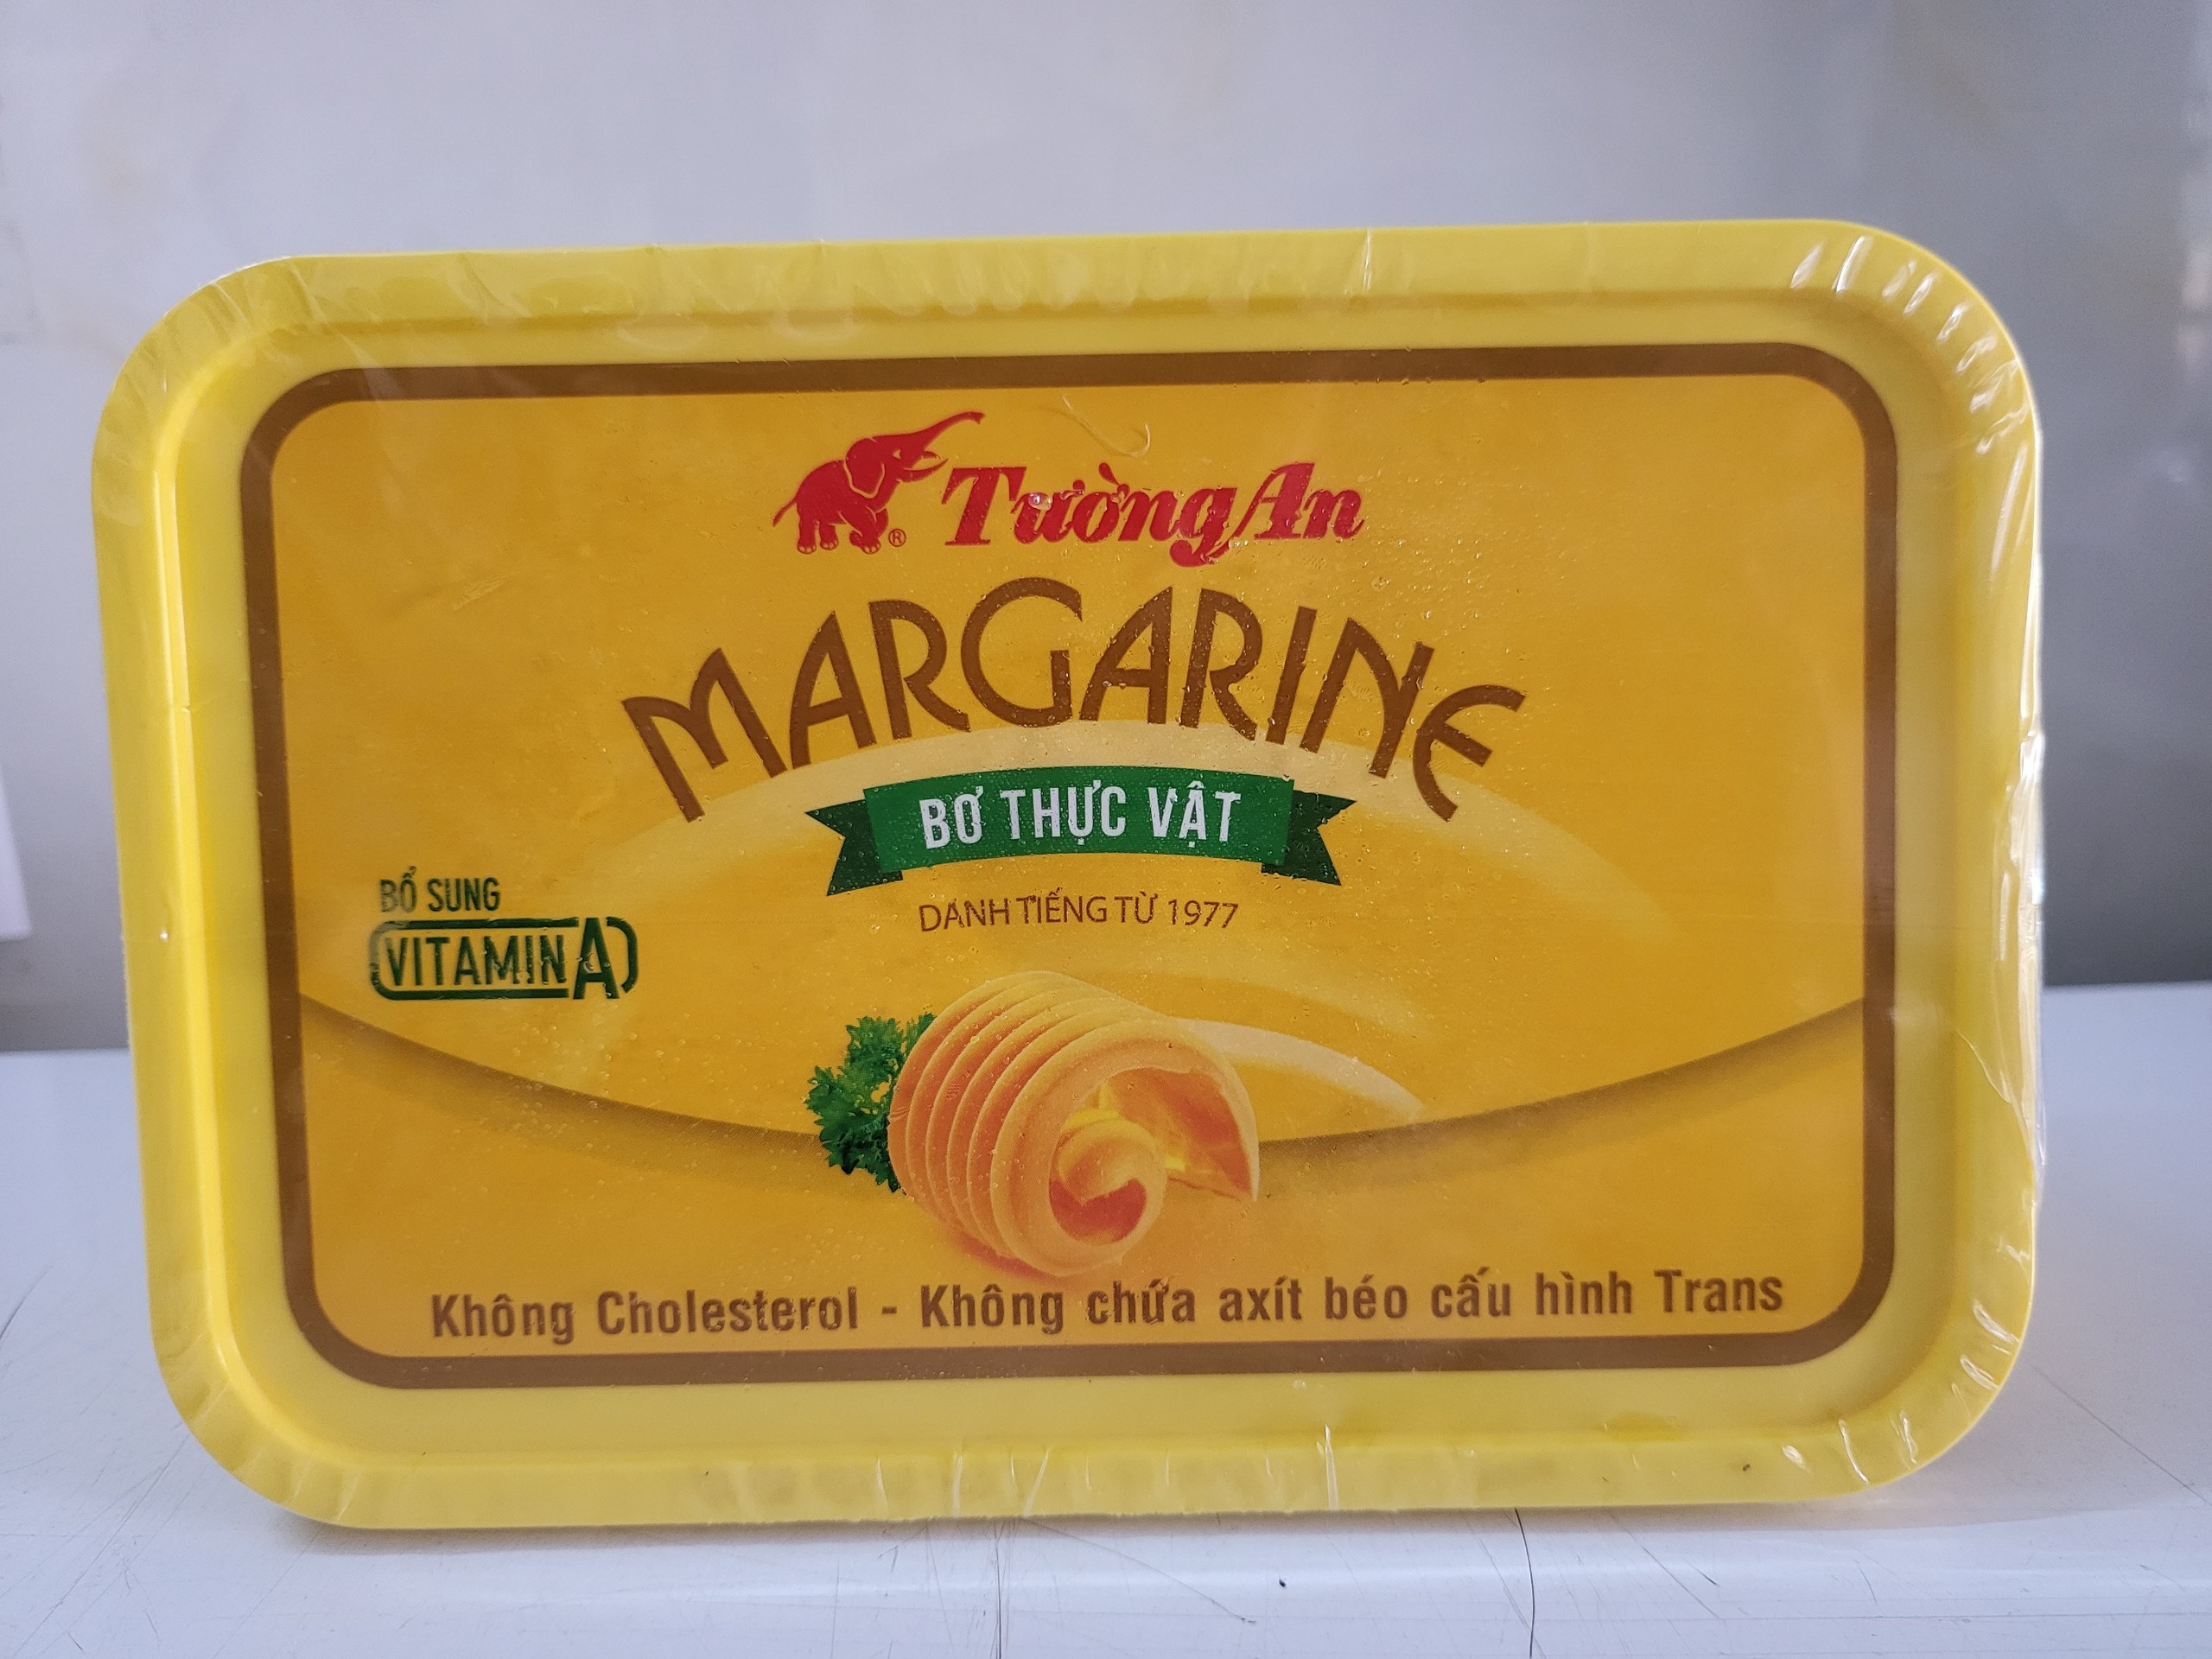 ® Tường An
MARGARINE
BƠ THỰC VẬT
DANH TIẾNG TỪ 1977
BỔ SUNG
VITAMIN A
Không Cholesterol - Không chứa axít béo cấu hình Trans